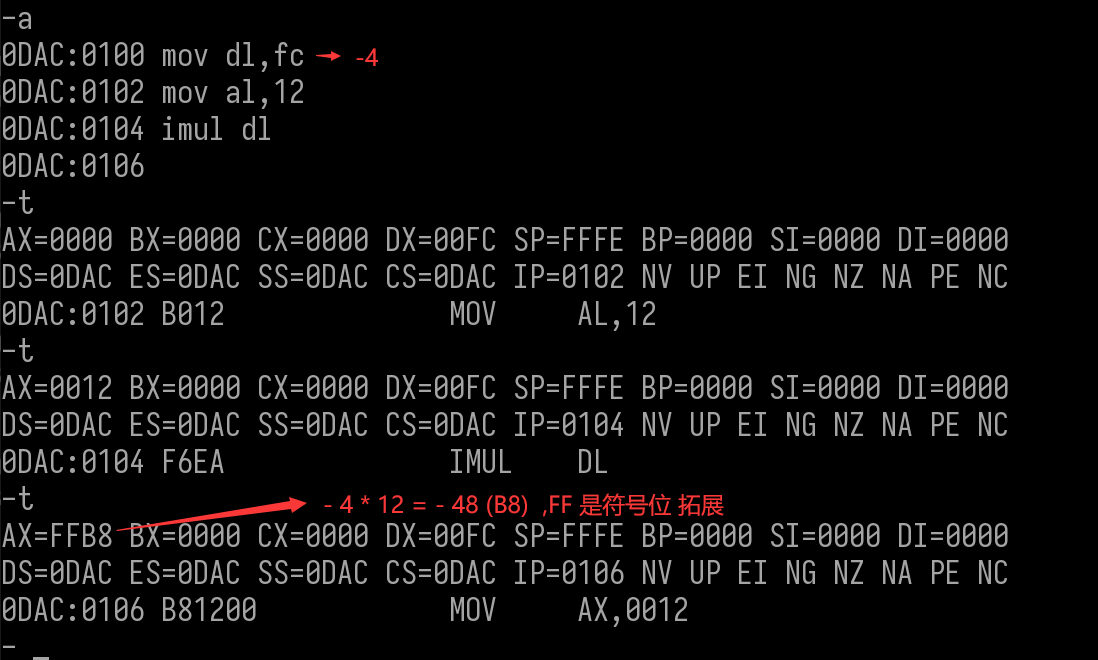 -a
0DAC:0100 mov dl,fc → -4
0DAC:0102 mov al,12
0DAC:0104 imul dl
0DAC:0106
-t
AX=0000 BX=0000 CX=0000 DX=00FC SP=FFFE BP=0000 SI=0000 DI=0000
DS=0DAC ES=0DAC SS=0DAC CS=0DAC IP=0102 NV UP EI NG NZ NA PE NC
0DAC:0102 B012 MOV AL,12
-t
AX=0012 BX=0000 CX=0000 DX=00FC SP=FFFE BP=0000 SI=0000 DI=0000
DS=0DAC ES=0DAC SS=0DAC CS=0DAC IP=0104 NV UP EI NG NZ NA PE NC
0DAC:0104 F6EA IMUL DL
-t
- 4 * 12 = - 48 (B8) ,FF 是符号位 拓展
AX=FFB8 BX=0000 CX=0000 DX=00FC SP=FFFE BP=0000 SI=0000 DI=0000
DS=0DAC ES=0DAC SS=0DAC CS=0DAC IP=0106 NV UP EI NG NZ NA PE NC
0DAC:0106 B81200 MOV AX,0012
-